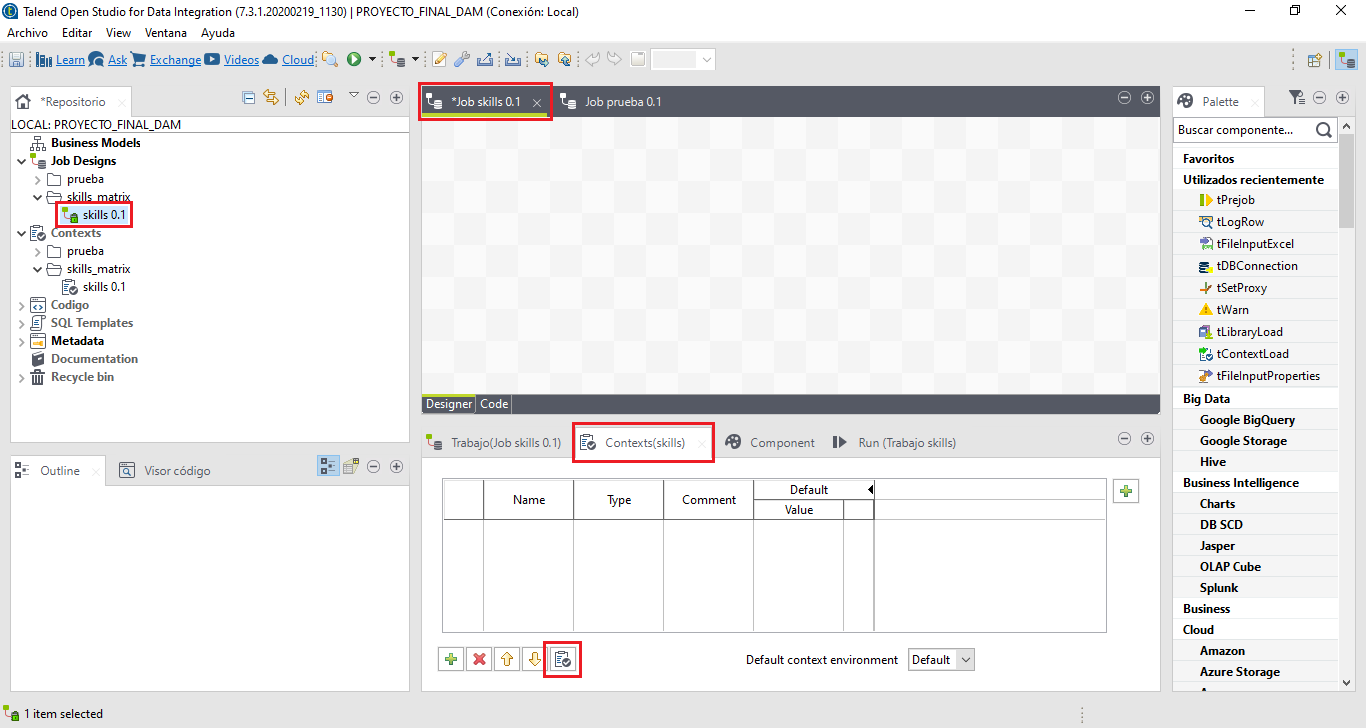 Talend Open Studio for Data Integration (7.3.1.20200219_1130) | PROYECTO_FINAL_DAM (Conexión: Local)
Archivo Editar View Ventana Ayuda
Learn Ask Exchange Videos Cloud
*Repositorio
LOCAL: PROYECTO_FINAL_DAM
Business Models
Job Designs
prueba
skills_matrix
skills 0.1
Contexts
prueba
skills_matrix
skills 0.1
Codigo
SQL Templates
Metadata
Documentation
Recycle bin
Outline Visor código
*Job skills 0.1 Job prueba 0.1
Designer Code
Trabajo(Job skills 0.1) Contexts(skills) Component Run (Trabajo skills)
Name Type Comment Default
Value
Default context environment Default
Palette
Buscar componente...
Favoritos
Utilizados recientemente
tPrejob
tLogRow
tFileInputExcel
tDBConnection
tSetProxy
tWarn
tLibraryLoad
tContextLoad
tFileInputProperties
Big Data
Google BigQuery
Google Storage
Hive
Business Intelligence
Charts
DB SCD
Jasper
OLAP Cube
Splunk
Business
Cloud
Amazon
Azure Storage
1 item selected